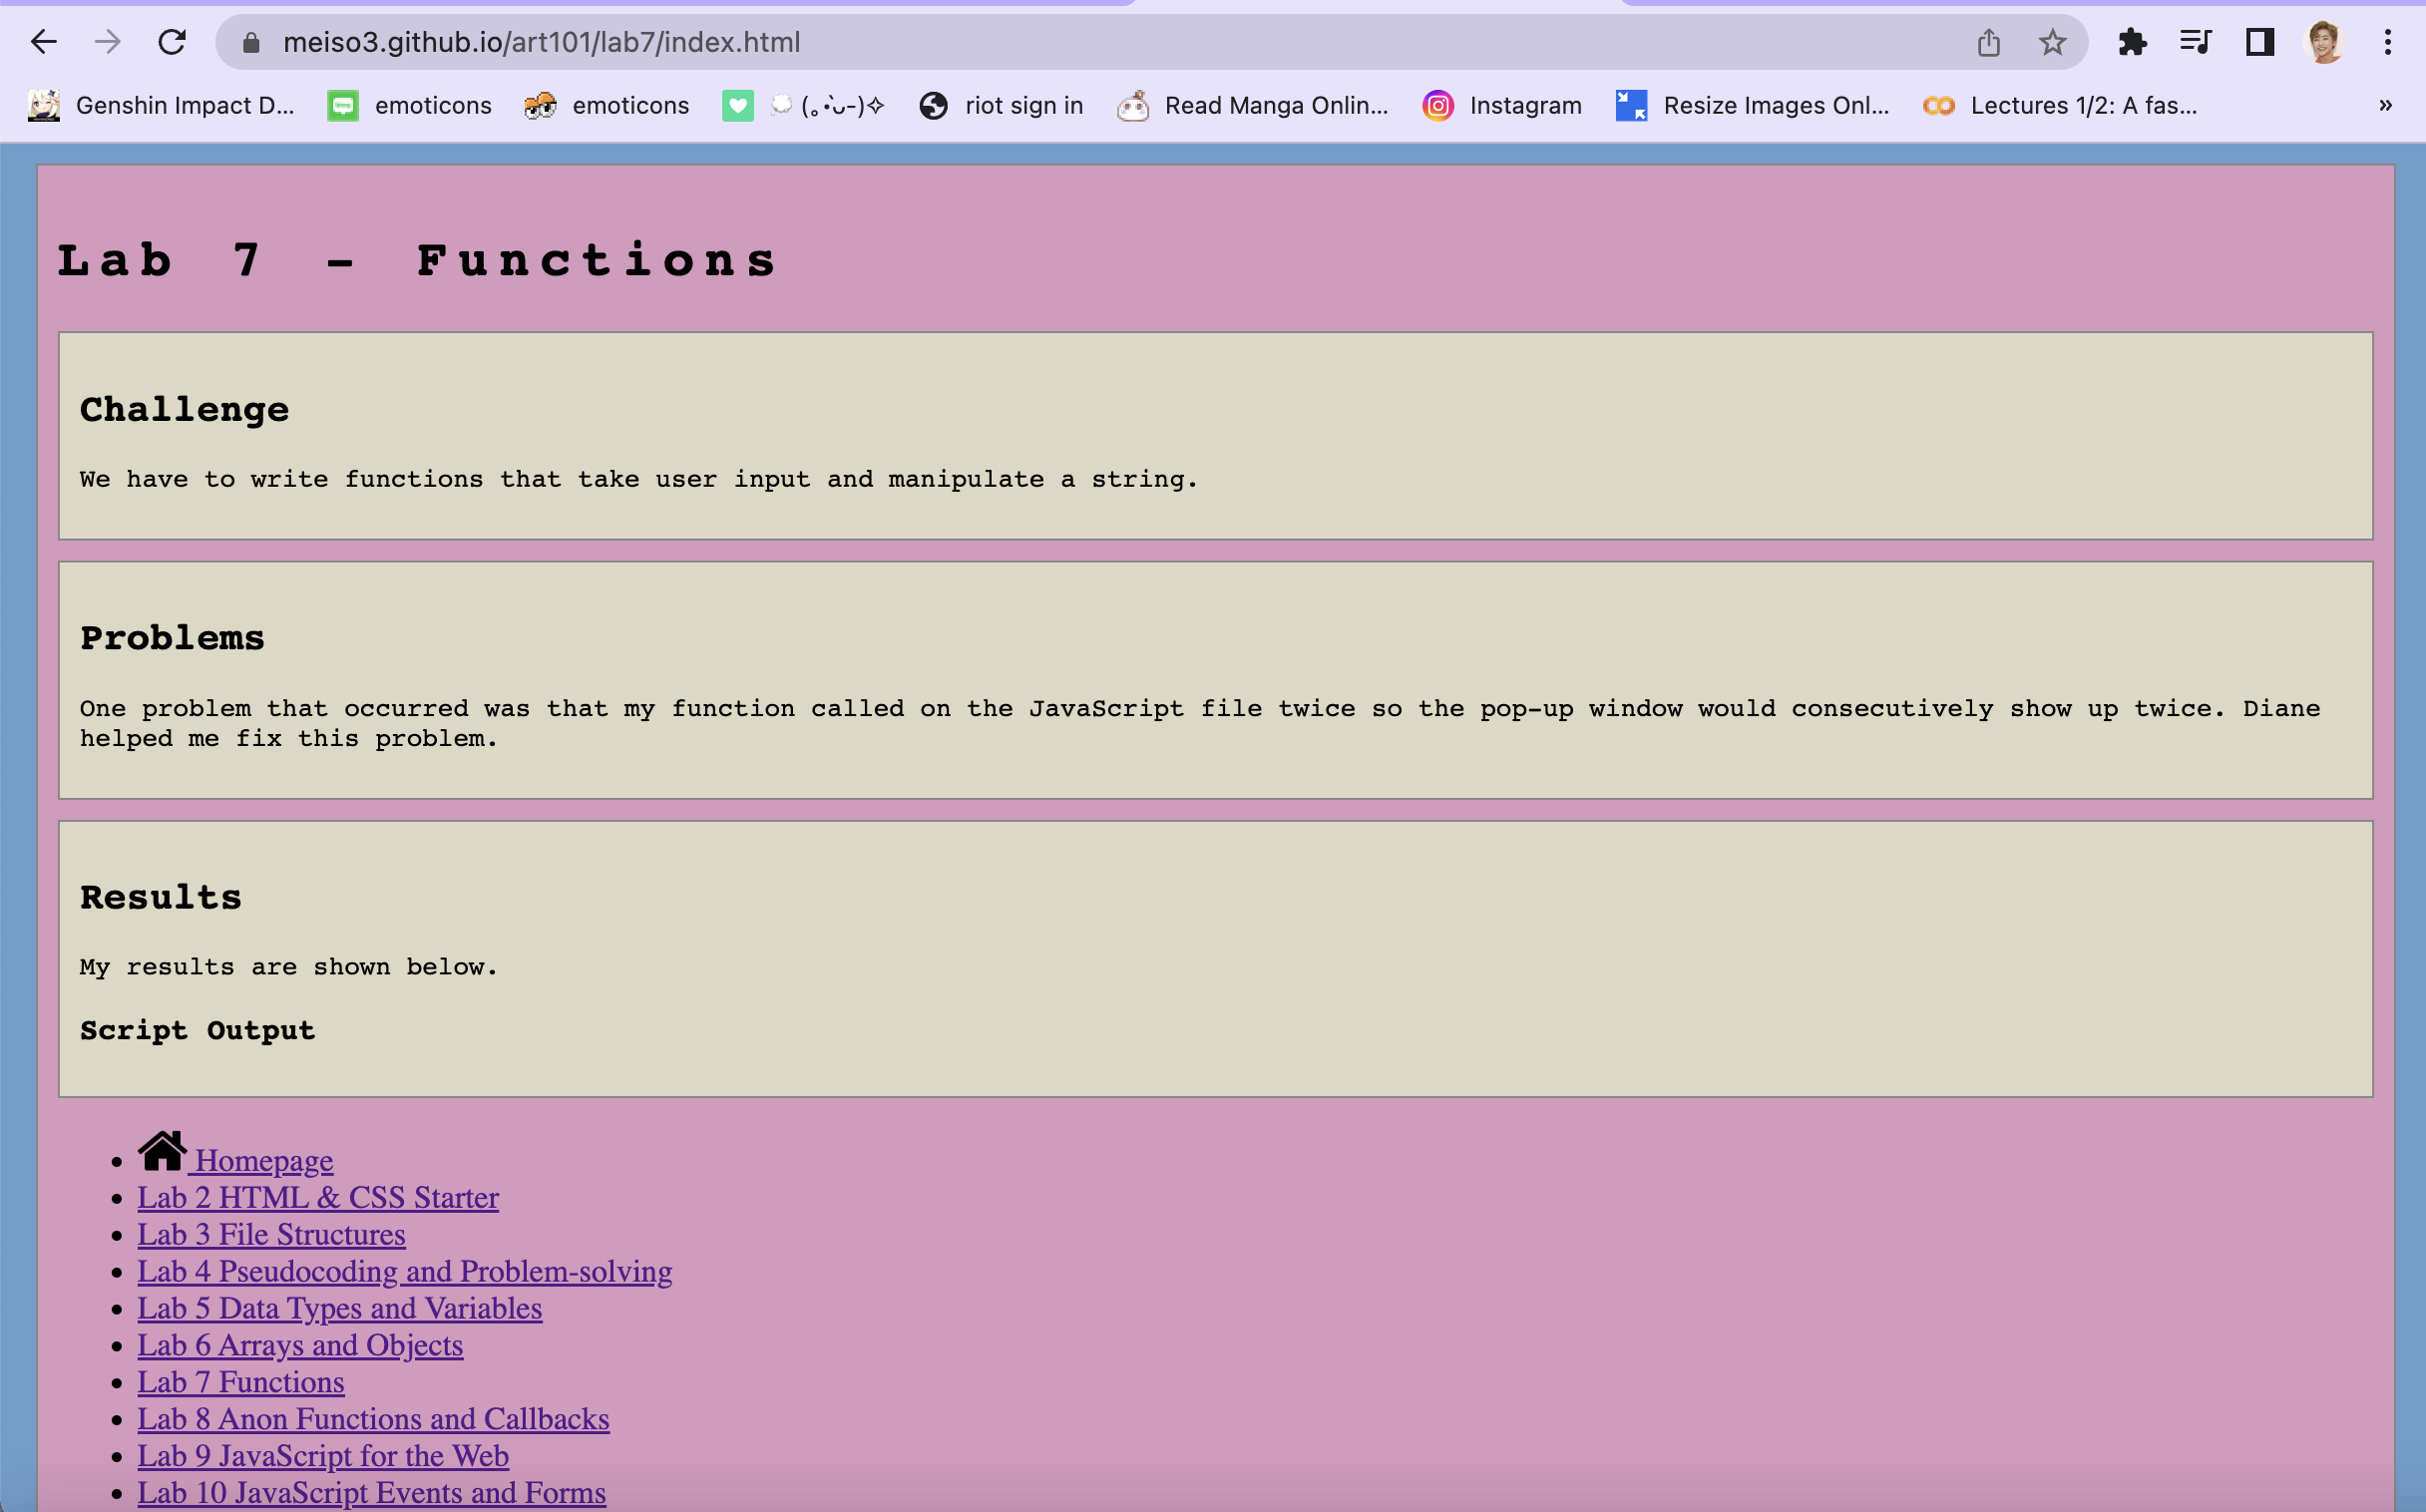 meiso3.github.io/art101/lab7/index.html
Genshin Impact D... emoticons emoticons 💭 (｡•̀ᴗ-)✧ riot sign in Read Manga Onlin... Instagram Resize Images Onl... Lectures 1/2: A fas... »
Lab 7 - Functions
Challenge
We have to write functions that take user input and manipulate a string.
Problems
One problem that occurred was that my function called on the JavaScript file twice so the pop-up window would consecutively show up twice. Diane
helped me fix this problem.
Results
My results are shown below.
Script Output
Homepage
Lab 2 HTML & CSS Starter
Lab 3 File Structures
Lab 4 Pseudocoding and Problem-solving
Lab 5 Data Types and Variables
Lab 6 Arrays and Objects
Lab 7 Functions
Lab 8 Anon Functions and Callbacks
Lab 9 JavaScript for the Web
Lab 10 JavaScript Events and Forms